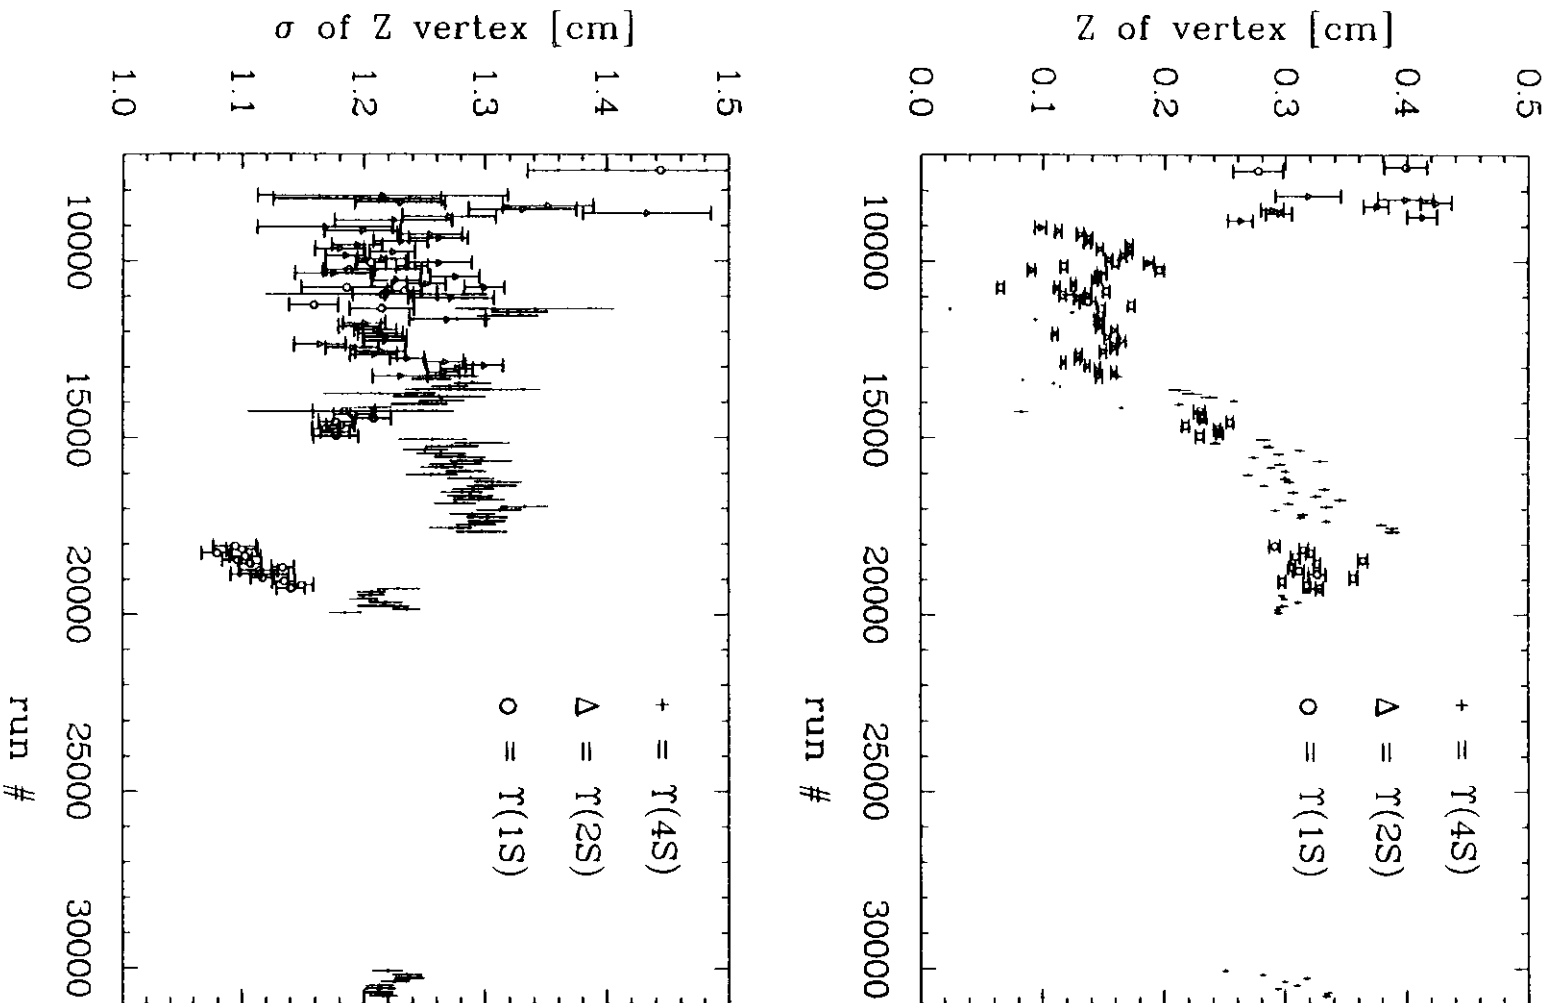 Z of vertex [cm]
0.5
0.4
0.3
0.2
0.1
0.0
+ = ϒ(4S)
Δ = ϒ(2S)
o = ϒ(1S)
10000 15000 20000 25000 30000
run #
σ of Z vertex [cm]
1.5
1.4
1.3
1.2
1.1
1.0
+ = ϒ(4S)
Δ = ϒ(2S)
o = ϒ(1S)
10000 15000 20000 25000 30000
run #